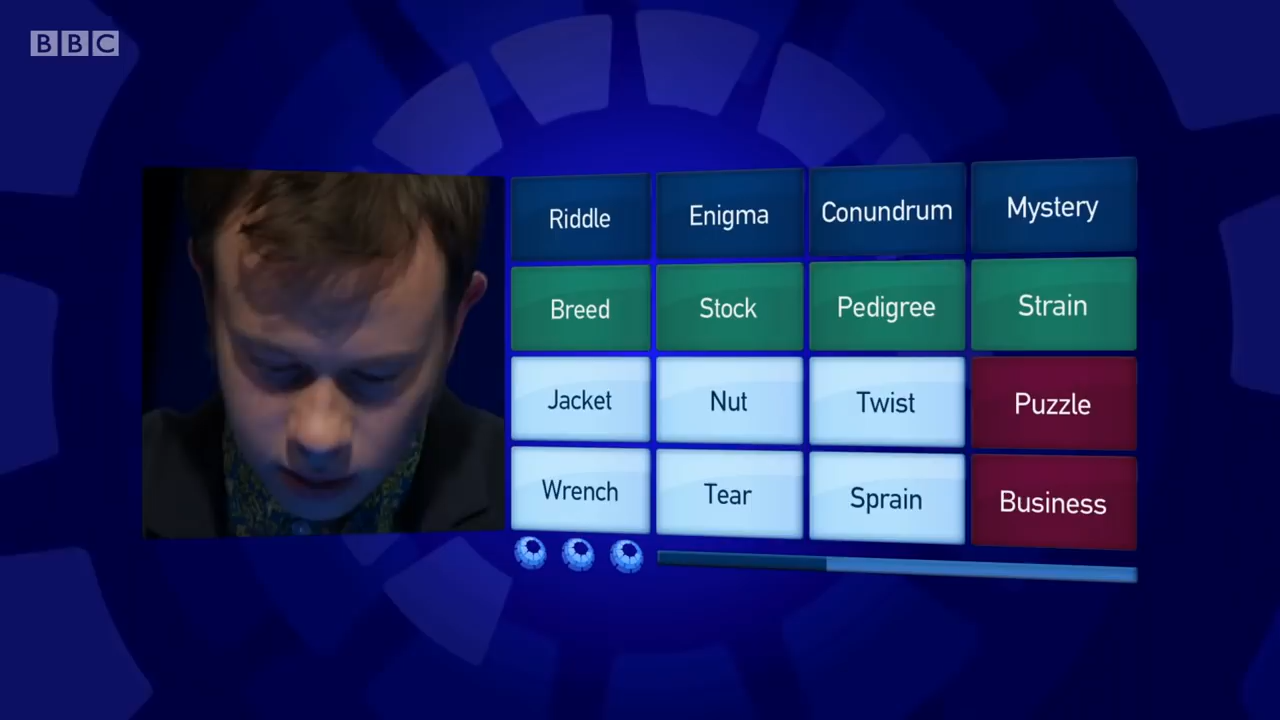 BBC
Riddle
Enigma
Conundrum
Mystery
Breed
Stock
Pedigree
Strain
Jacket
Nut
Twist
Puzzle
Wrench
Tear
Sprain
Business